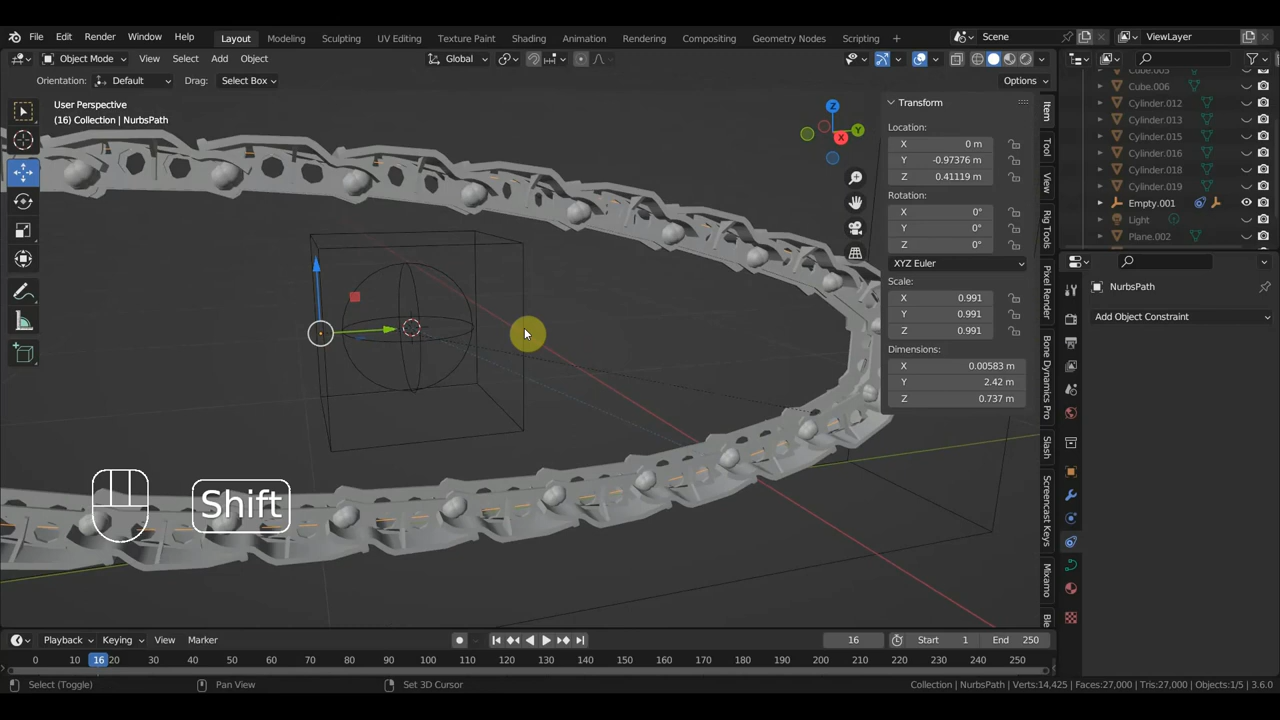 File Edit Render Window Help Layout Modeling Sculpting UV Editing Texture Paint Shading Animation Rendering Compositing Geometry Nodes Scripting + Scene ViewLayer
Object Mode View Select Add Object Global
Orientation: Default Drag: Select Box Options
User Perspective
(16) Collection | NurbsPath
Z
Y
X
Transform
Location:
X 0 m
Y -0.97376 m
Z 0.41119 m
Rotation:
X 0°
Y 0°
Z 0°
XYZ Euler
Scale:
X 0.991
Y 0.991
Z 0.991
Dimensions:
X 0.00583 m
Y 2.42 m
Z 0.737 m
Item
Tool
View
Rig Tools
Pixel Render
Bone Dynamics Pro
Slash
Screencast Keys
Mixamo
Ble
Cube.005
Cube.006
Cylinder.012
Cylinder.013
Cylinder.015
Cylinder.016
Cylinder.018
Cylinder.019
Empty.001
Light
Plane.002
NurbsPath
Add Object Constraint
Shift
Playback Keying View Marker 16 Start 1 End 250
0 10 16 20 30 40 50 60 70 80 90 100 110 120 130 140 150 160 170 180 190 200 210 220 230 240 250
Select (Toggle) Pan View Set 3D Cursor Collection | NurbsPath | Verts:14,425 | Faces:27,000 | Tris:27,000 | Objects:1/5 | 3.6.0